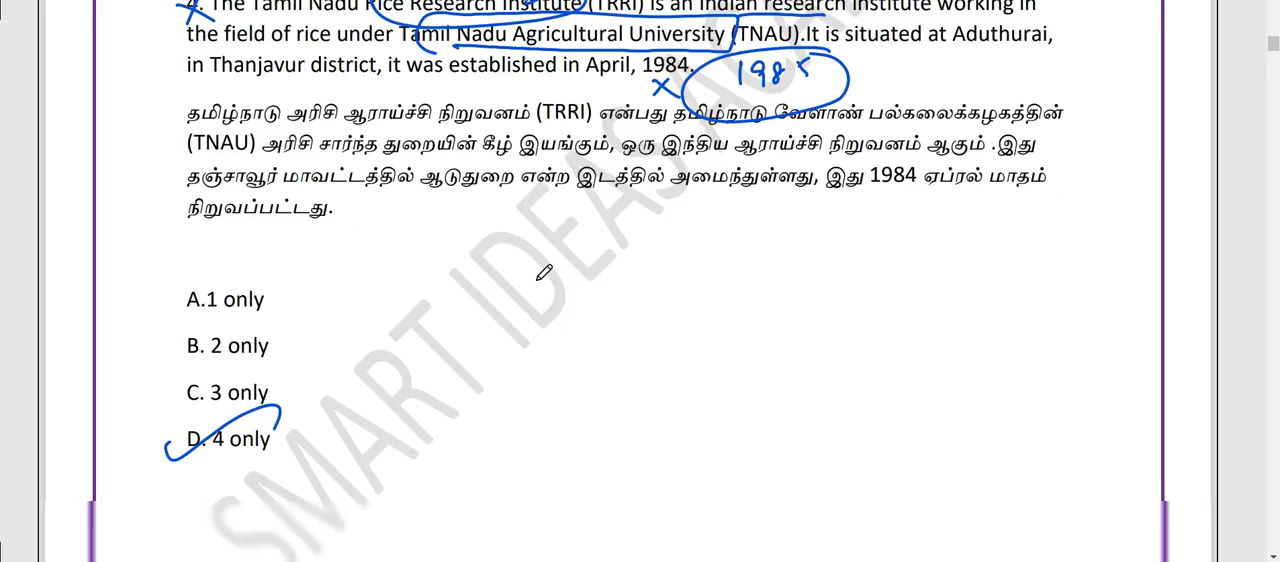 4. The Tamil Nadu Rice Research Institute (TRRI) is an Indian research institute working in
the field of rice under Tamil Nadu Agricultural University (TNAU).It is situated at Aduthurai,
in Thanjavur district, it was established in April, 1984.
1985
தமிழ்நாடு அரிசி ஆராய்ச்சி நிறுவனம் (TRRI) என்பது தமிழ்நாடு வேளாண் பல்கலைக்கழகத்தின்
(TNAU) அரிசி சார்ந்த துறையின் கீழ் இயங்கும், ஒரு இந்திய ஆராய்ச்சி நிறுவனம் ஆகும் .இது
தஞ்சாவூர் மாவட்டத்தில் ஆடுதுறை என்ற இடத்தில் அமைந்துள்ளது, இது 1984 ஏப்ரல் மாதம்
நிறுவப்பட்டது.
A.1 only
B. 2 only
C. 3 only
D. 4 only
SMART IDEAS